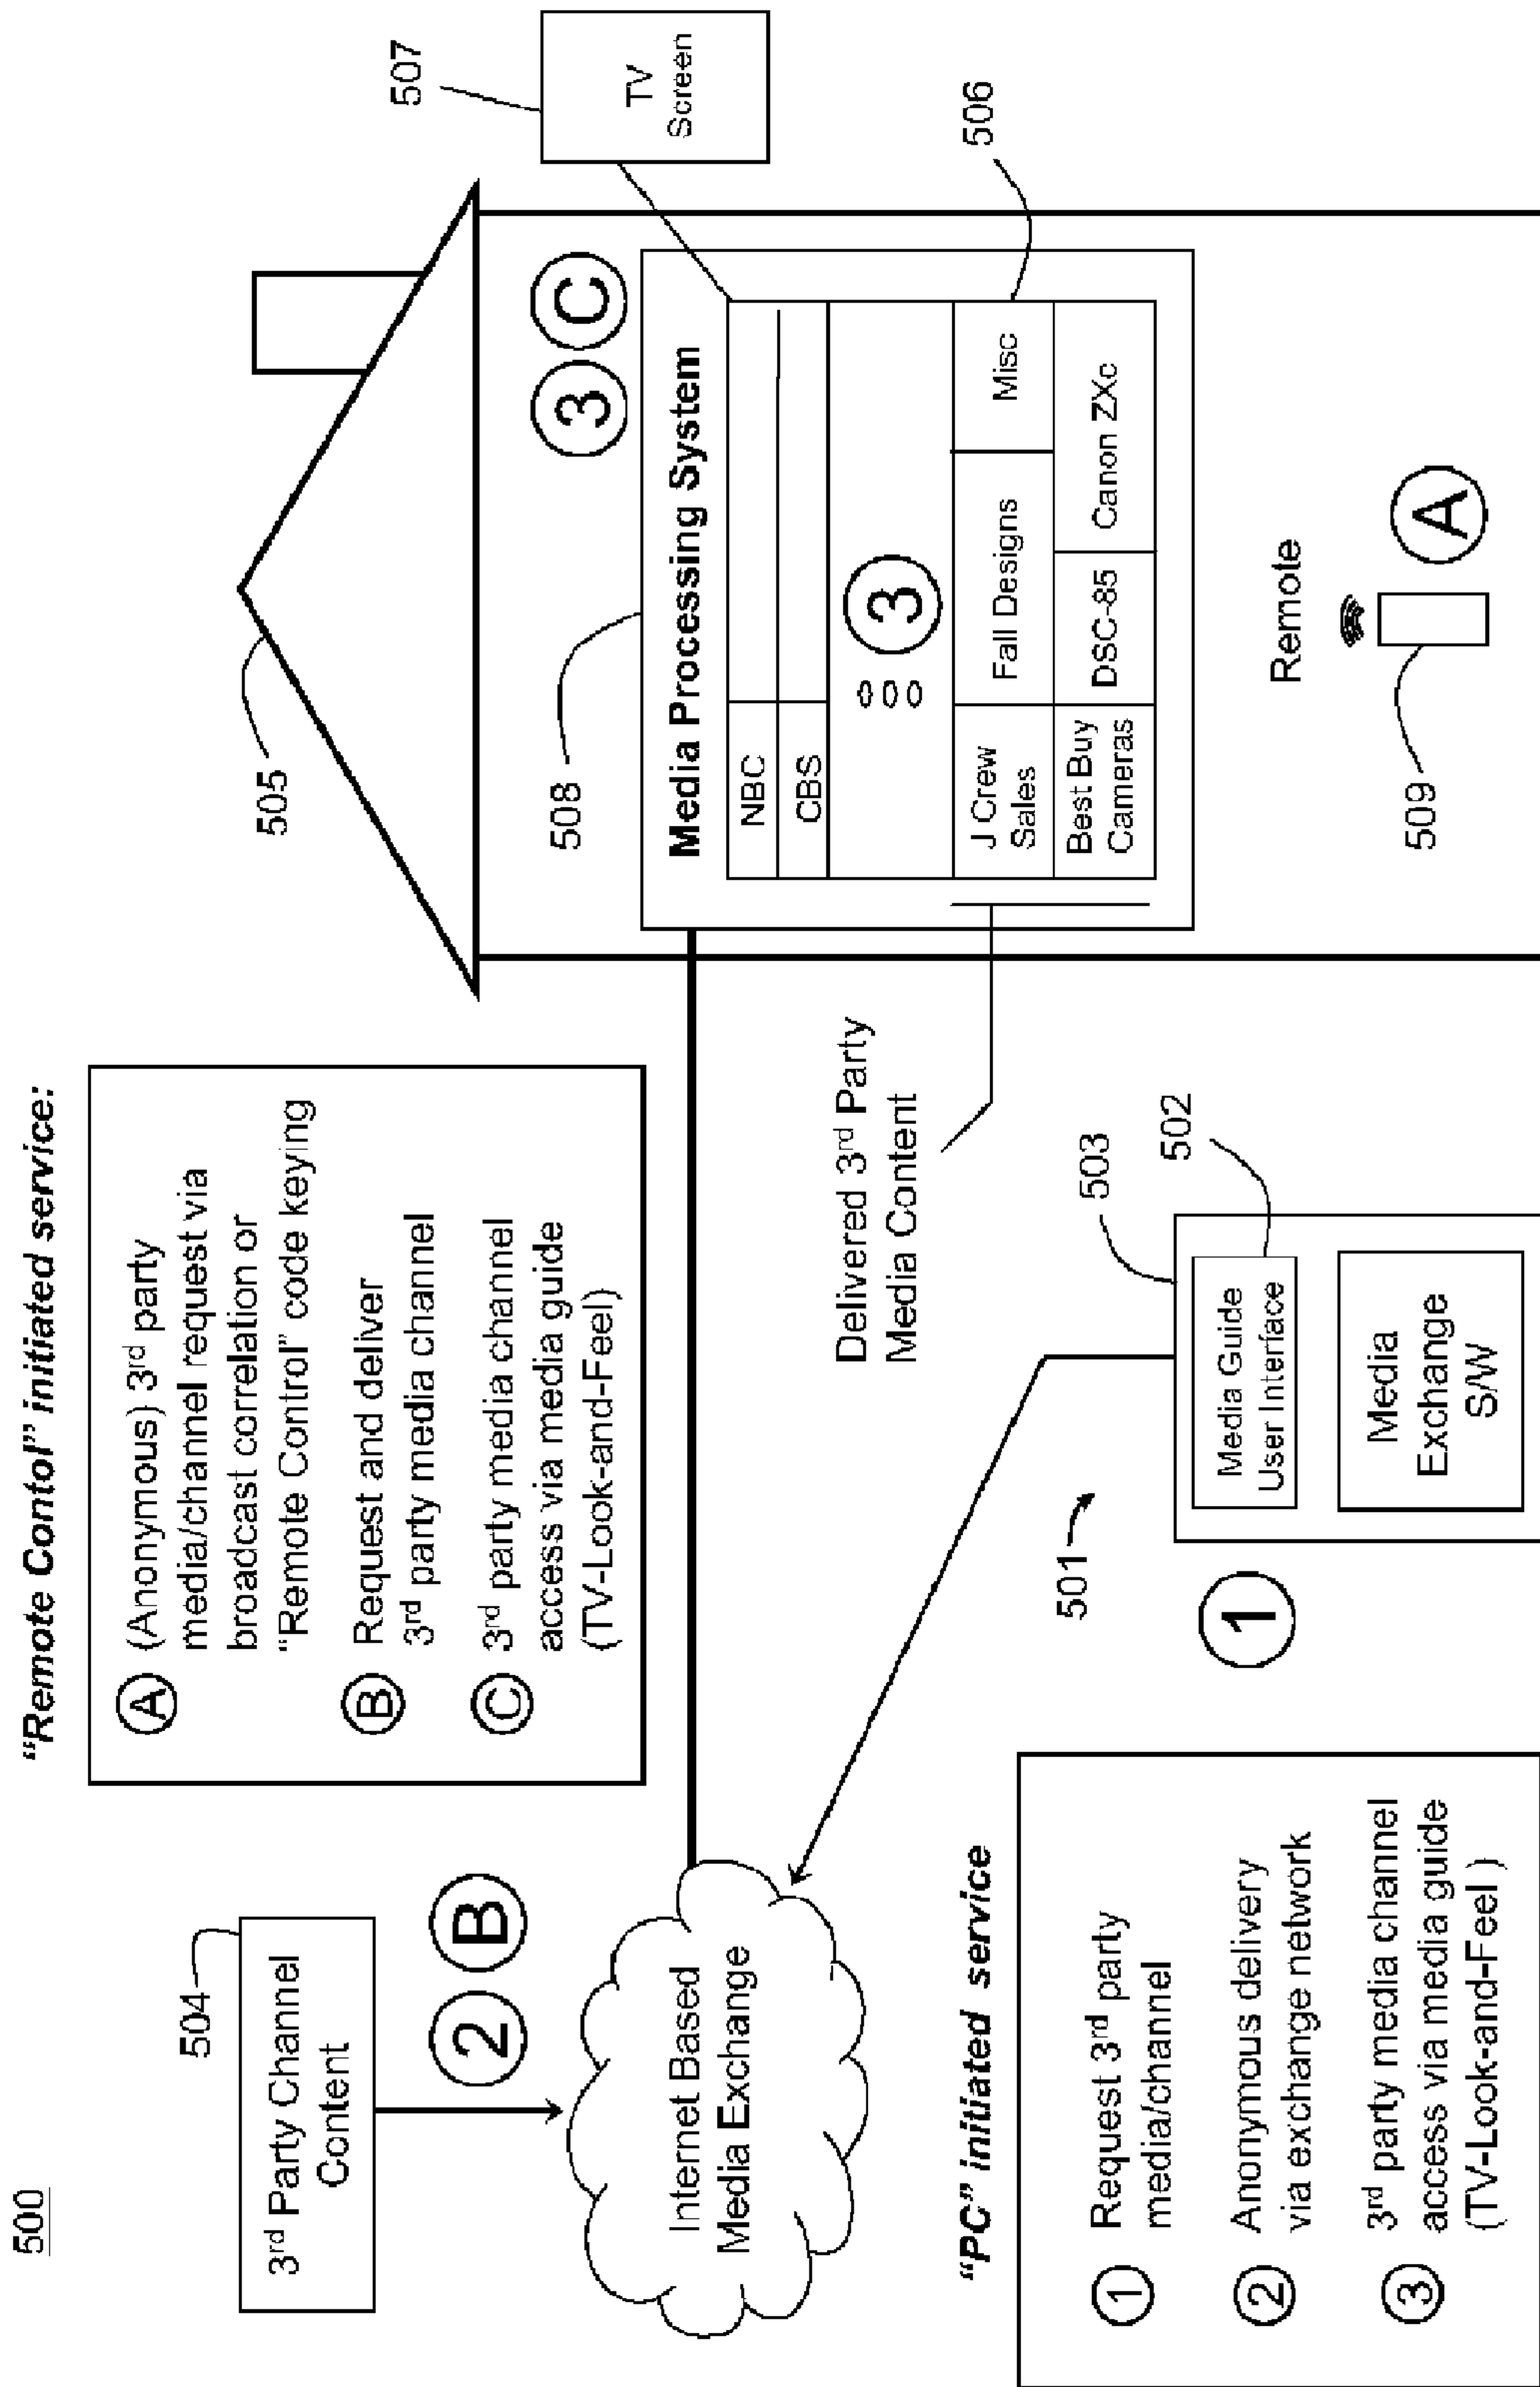 500
"Remote Contol" initiated service:
A (Anonymous) 3rd party
media/channel request via
broadcast correlation or
"Remote Control" code keying
B Request and deliver
3rd party media channel
C 3rd party media channel
access via media guide
(TV-Look-and-Feel)
504
3rd Party Channel
Content
2 B
Internet Based
Media Exchange
"PC" initiated service
1 Request 3rd party
media/channel
2 Anonymous delivery
via exchange network
3 3rd party media channel
access via media guide
(TV-Look-and-Feel )
501
1
503
502
Media Guide
User Interface
Media
Exchange
S/W
Delivered 3rd Party
Media Content
505
507
TV
Screen
3 C
508
Media Processing System
NBC
CBS
3
J Crew
Sales
Fall Designs
Misc
506
Best Buy
Cameras
DSC-85
Canon ZXc
Remote
509
A